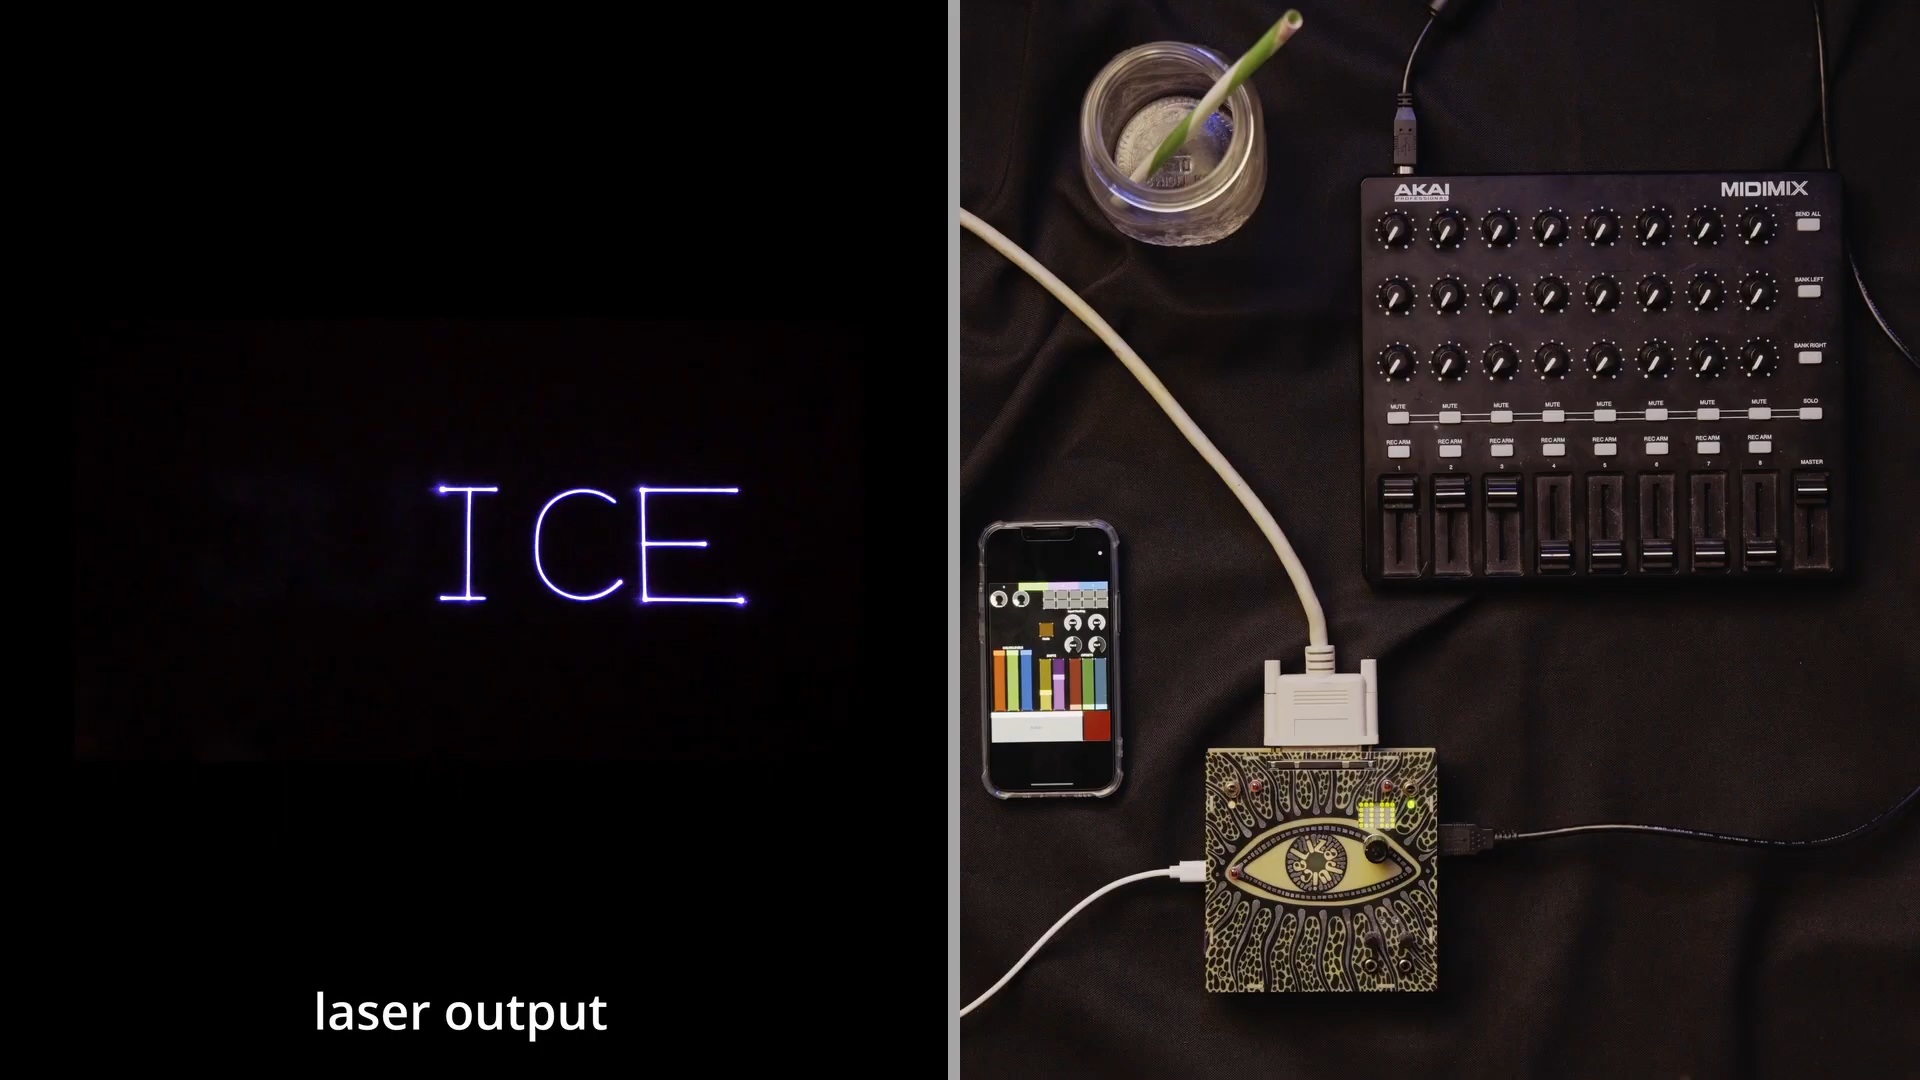 ICE
laser output
AKAI
PROFESSIONAL
MIDIMIX
SEND ALL
BANK LEFT
BANK RIGHT
MUTE MUTE MUTE MUTE MUTE MUTE MUTE MUTE SOLO
REC ARM REC ARM REC ARM REC ARM REC ARM REC ARM REC ARM REC ARM
1 2 3 4 5 6 7 8 MASTER